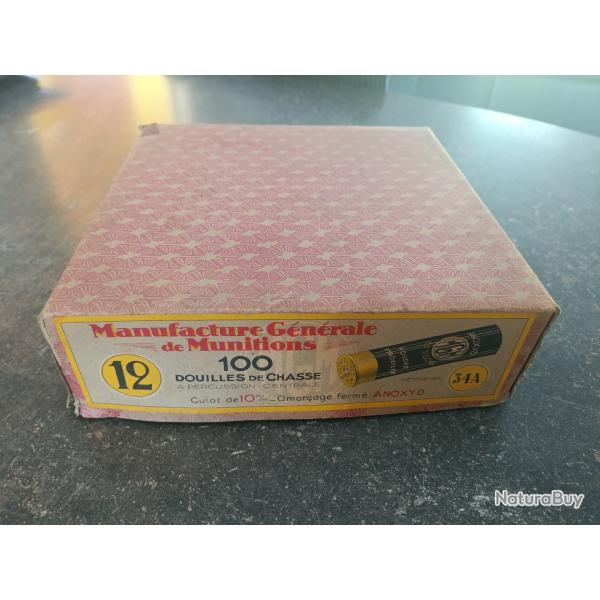 Manufacture Générale
de Munitions
12
100
DOUILLES DE CHASSE
A PERCUSSION CENTRALE
Culot de 10 m/m _ Amorçage fermé ANOXYD
34A
NaturaBuy